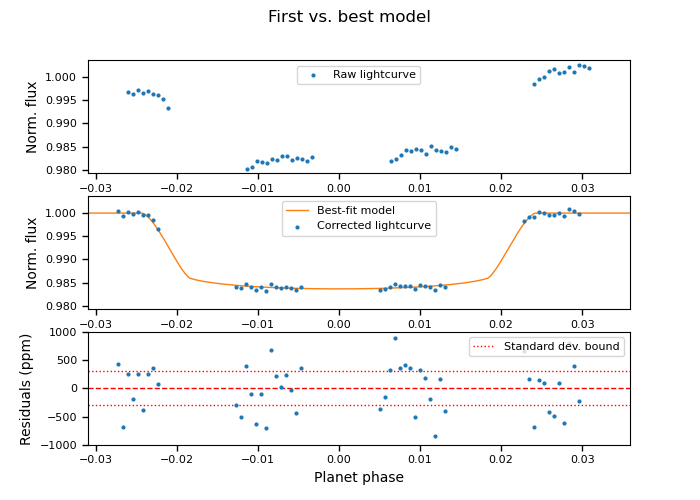 First vs. best model
Raw lightcurve
Norm. flux
1.000
0.995
0.990
0.985
0.980
−0.03 −0.02 −0.01 0.00 0.01 0.02 0.03
Best-fit model
Corrected lightcurve
Norm. flux
1.000
0.995
0.990
0.985
0.980
−0.03 −0.02 −0.01 0.00 0.01 0.02 0.03
Standard dev. bound
Residuals (ppm)
1000
500
0
−500
−1000
−0.03 −0.02 −0.01 0.00 0.01 0.02 0.03
Planet phase